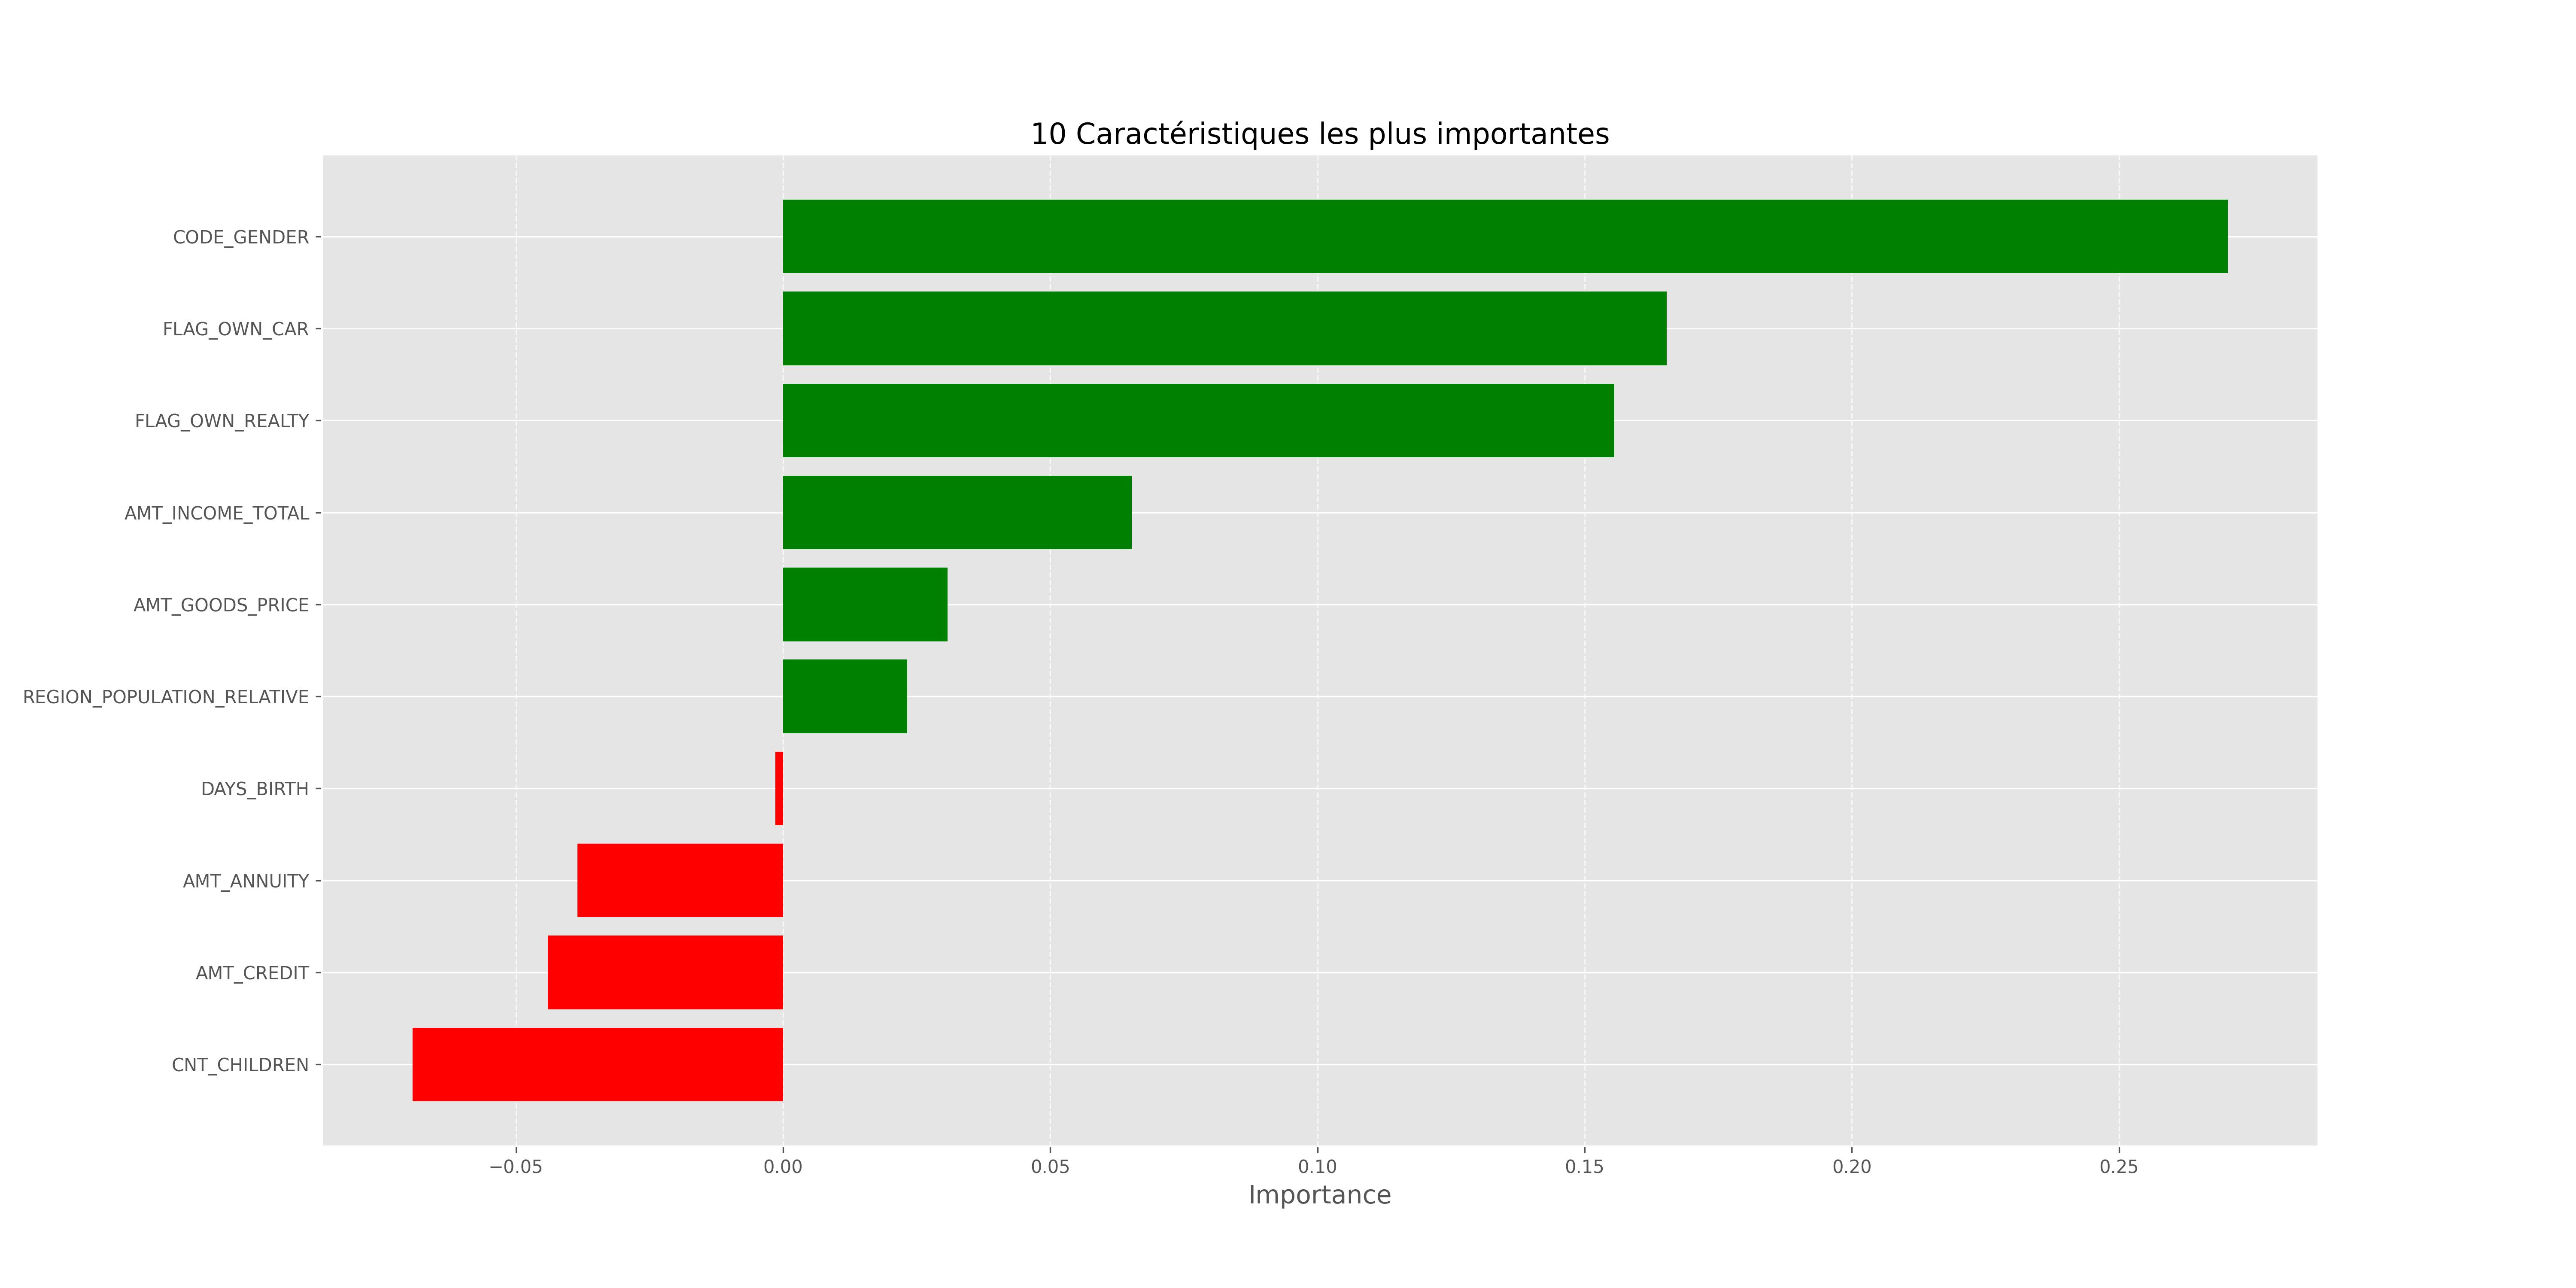 10 Caractéristiques les plus importantes
CODE_GENDER
FLAG_OWN_CAR
FLAG_OWN_REALTY
AMT_INCOME_TOTAL
AMT_GOODS_PRICE
REGION_POPULATION_RELATIVE
DAYS_BIRTH
AMT_ANNUITY
AMT_CREDIT
CNT_CHILDREN
−0.05 0.00 0.05 0.10 0.15 0.20 0.25
Importance